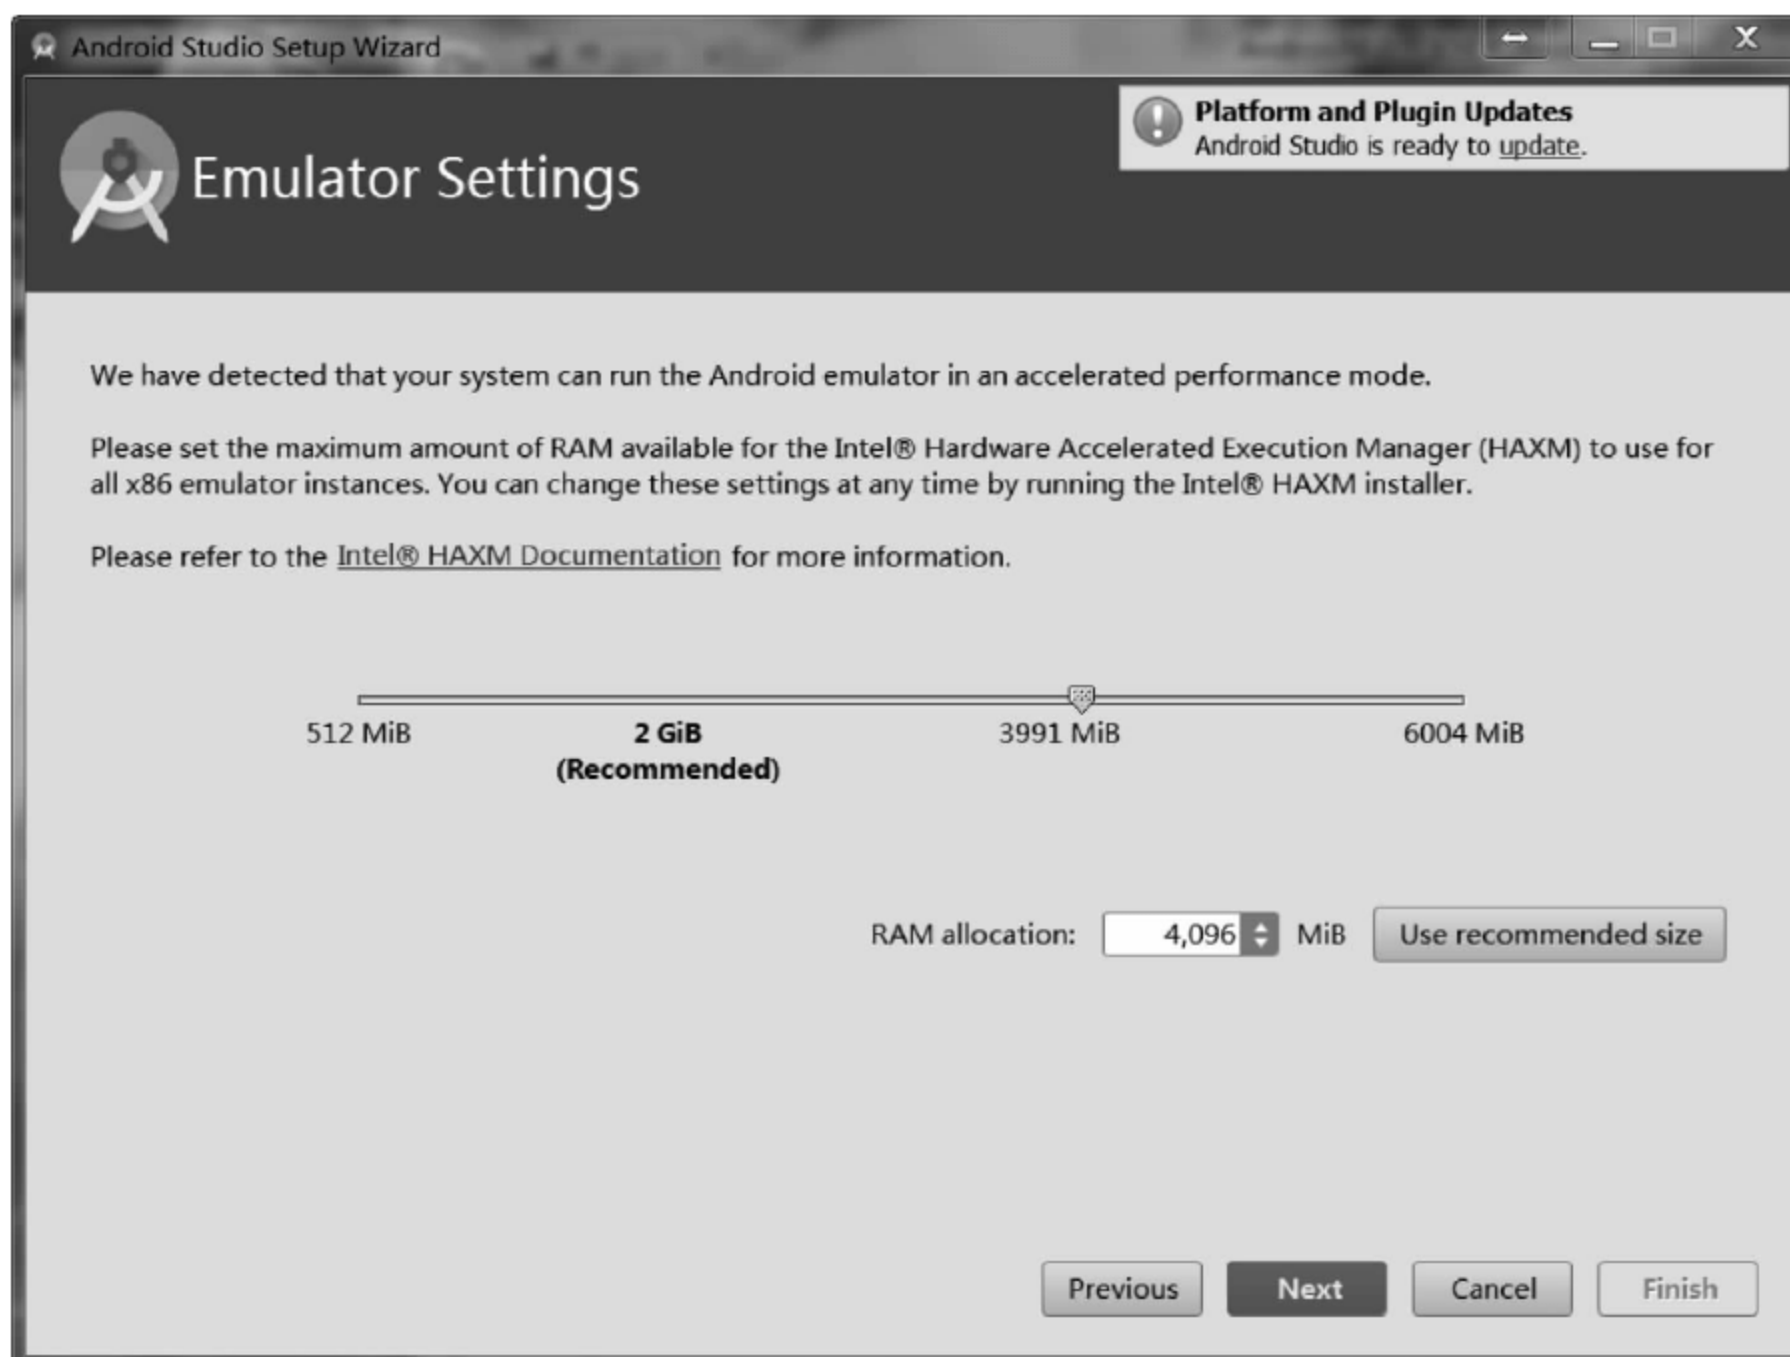 Android Studio Setup Wizard
Platform and Plugin Updates
Android Studio is ready to update.
Emulator Settings
We have detected that your system can run the Android emulator in an accelerated performance mode.
Please set the maximum amount of RAM available for the Intel® Hardware Accelerated Execution Manager (HAXM) to use for
all x86 emulator instances. You can change these settings at any time by running the Intel® HAXM installer.
Please refer to the Intel® HAXM Documentation for more information.
512 MiB 2 GiB 3991 MiB 6004 MiB
(Recommended)
RAM allocation: 4,096 MiB Use recommended size
Previous Next Cancel Finish